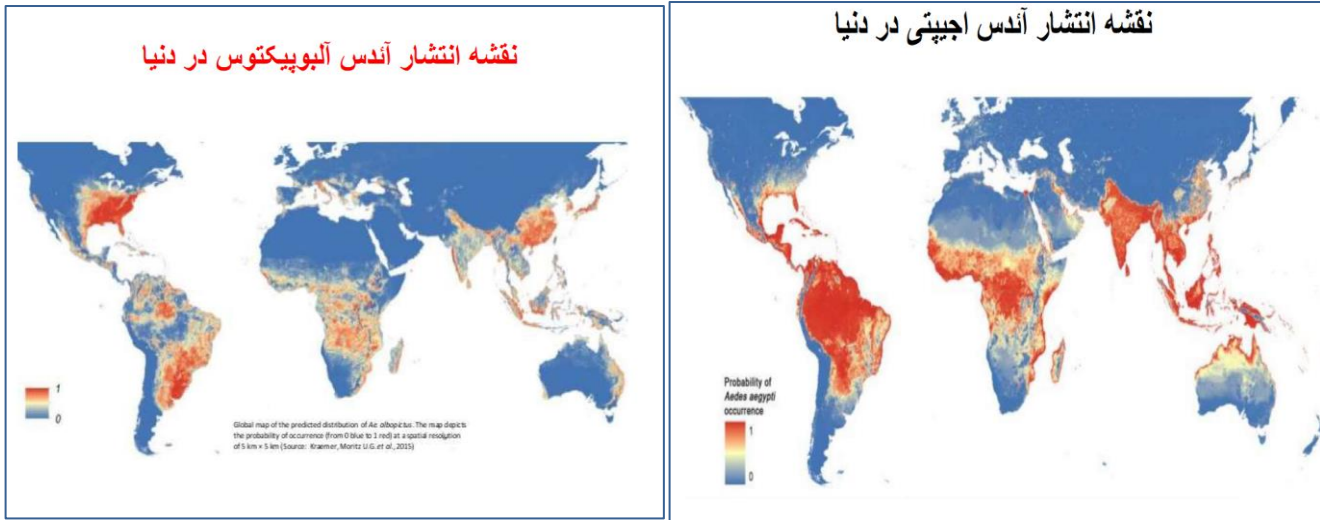 نقشه انتشار آئدس آلبوپیکتوس در دنیا
1
0
Global map of the predicted distribution of Ae. albopictus. The map depicts
the probability of occurrence (from 0 blue to 1 red) at a spatial resolution
of 5 km × 5 km (Source: Kraemer, Moritz U.G. et al., 2015)
نقشه انتشار آئدس اجیپتی در دنیا
Probability of
Aedes aegypti
occurrence
1
0